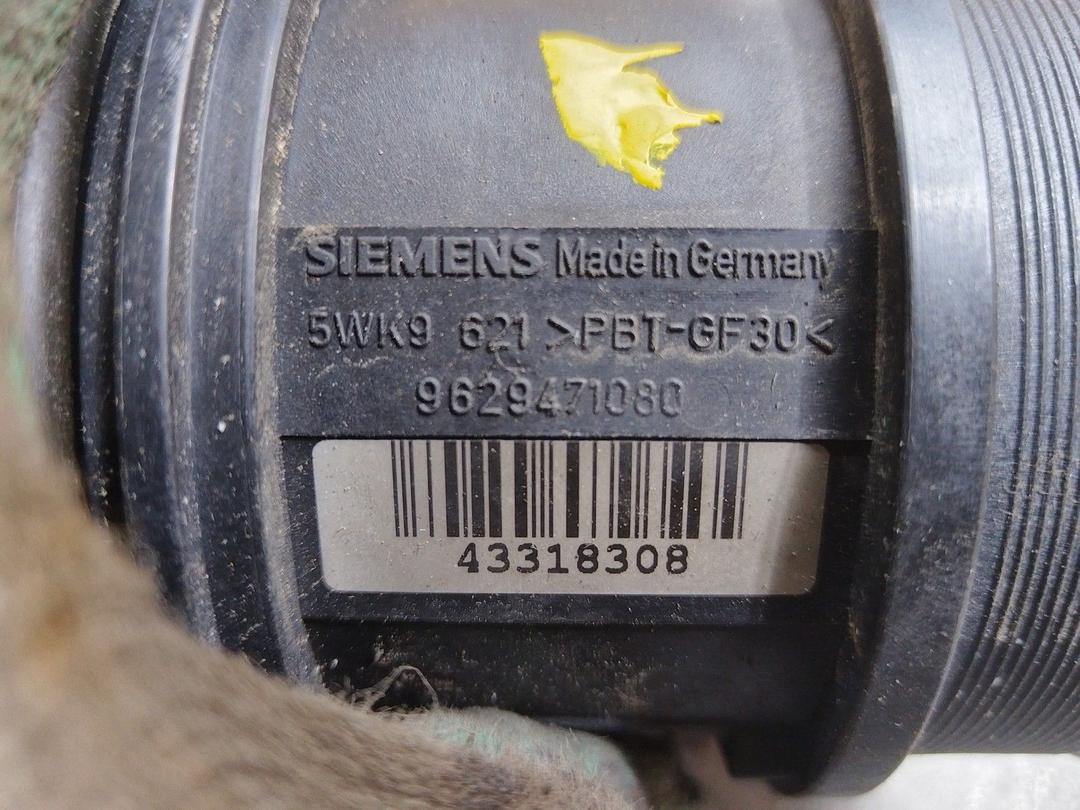 SIEMENS Made in Germany
5WK9 621 >PBT-GF30<
9629471080
43318308